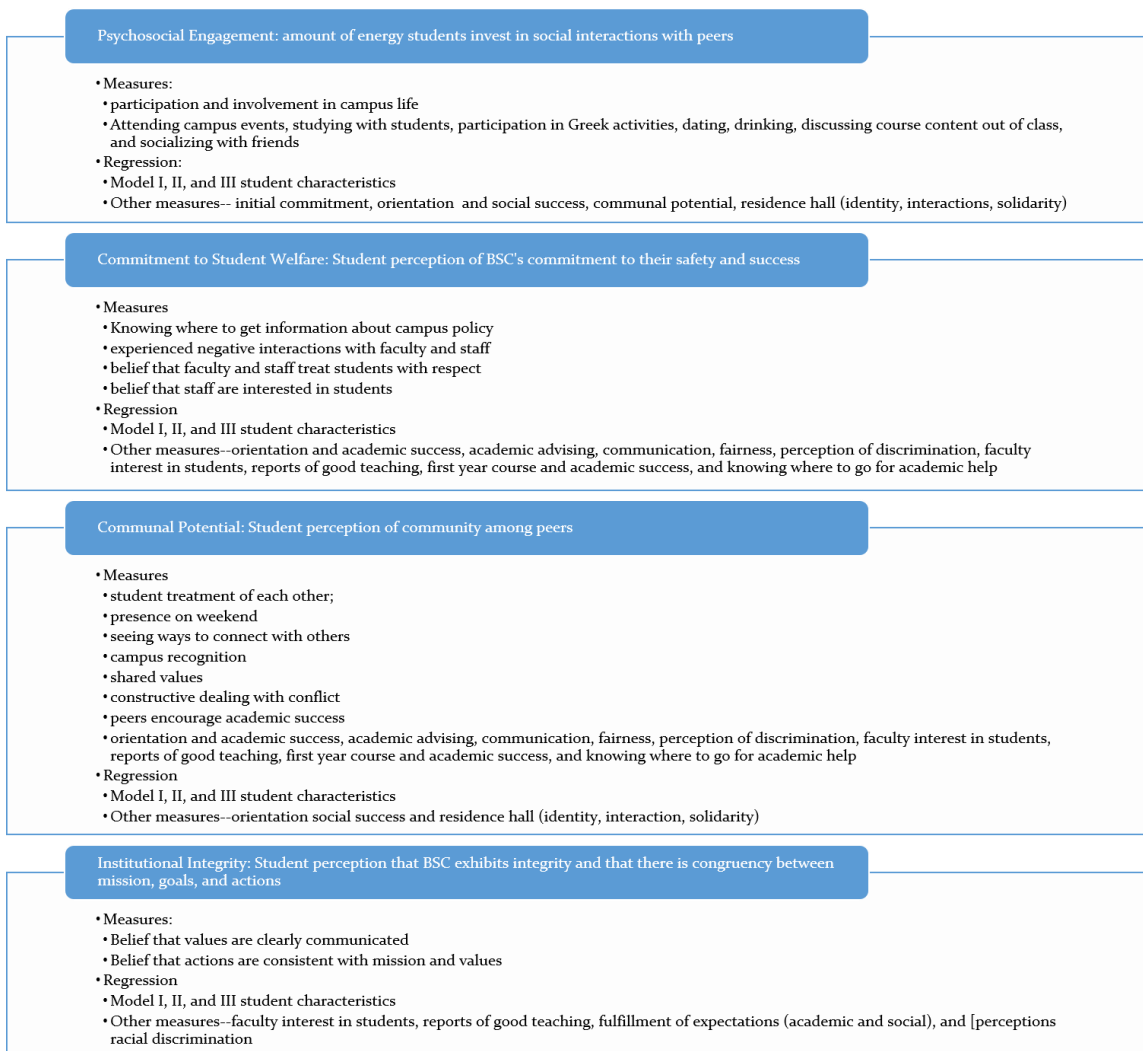 Psychosocial Engagement: amount of energy students invest in social interactions with peers
• Measures:
• participation and involvement in campus life
• Attending campus events, studying with students, participation in Greek activities, dating, drinking, discussing course content out of class,
and socializing with friends
• Regression:
• Model I, II, and III student characteristics
• Other measures-- initial commitment, orientation and social success, communal potential, residence hall (identity, interactions, solidarity)
Commitment to Student Welfare: Student perception of BSC's commitment to their safety and success
• Measures
• Knowing where to get information about campus policy
• experienced negative interactions with faculty and staff
• belief that faculty and staff treat students with respect
• belief that staff are interested in students
• Regression
• Model I, II, and III student characteristics
• Other measures--orientation and academic success, academic advising, communication, fairness, perception of discrimination, faculty
interest in students, reports of good teaching, first year course and academic success, and knowing where to go for academic help
Communal Potential: Student perception of community among peers
• Measures
• student treatment of each other;
• presence on weekend
• seeing ways to connect with others
• campus recognition
• shared values
• constructive dealing with conflict
• peers encourage academic success
• orientation and academic success, academic advising, communication, fairness, perception of discrimination, faculty interest in students,
reports of good teaching, first year course and academic success, and knowing where to go for academic help
• Regression
• Model I, II, and III student characteristics
• Other measures--orientation social success and residence hall (identity, interaction, solidarity)
Institutional Integrity: Student perception that BSC exhibits integrity and that there is congruency between
mission, goals, and actions
• Measures:
• Belief that values are clearly communicated
• Belief that actions are consistent with mission and values
• Regression
• Model I, II, and III student characteristics
• Other measures--faculty interest in students, reports of good teaching, fulfillment of expectations (academic and social), and [perceptions
racial discrimination